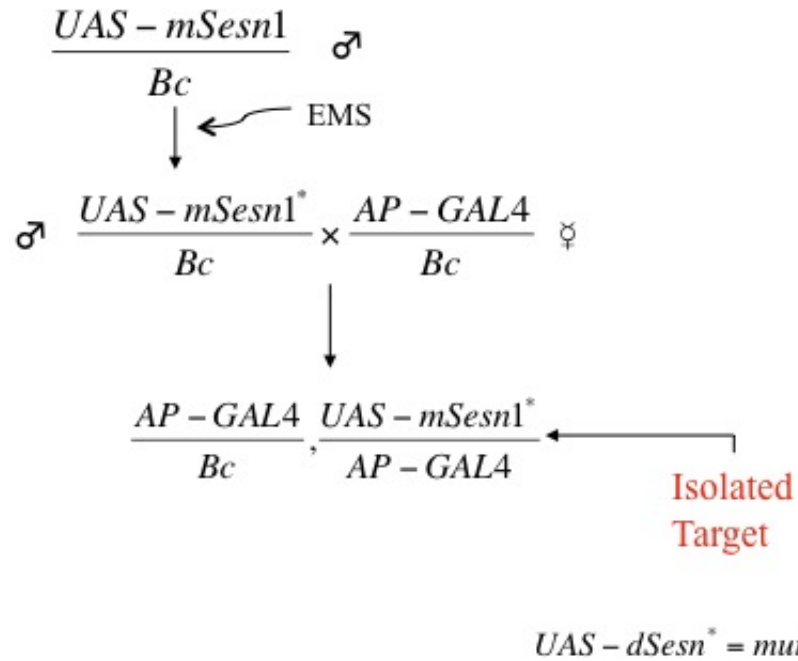 UAS – mSesn1 ♂
Bc
EMS
♂ UAS – mSesn1* × AP – GAL4 ☿
Bc Bc
AP – GAL4 , UAS – mSesn1*
Bc AP – GAL4
Isolated
Target
UAS – dSesn* =